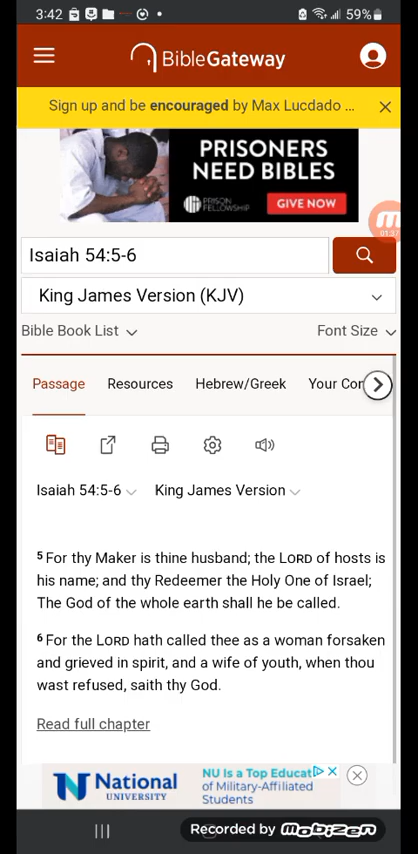 3:42 59%
BibleGateway
Sign up and be encouraged by Max Lucdado ...
PRISONERS
NEED BIBLES
PRISON
FELLOWSHIP
GIVE NOW
01:37
Isaiah 54:5-6
King James Version (KJV)
Bible Book List Font Size
Passage Resources Hebrew/Greek Your Con
Isaiah 54:5-6 King James Version
5 For thy Maker is thine husband; the LORD of hosts is
his name; and thy Redeemer the Holy One of Israel;
The God of the whole earth shall he be called.
6 For the LORD hath called thee as a woman forsaken
and grieved in spirit, and a wife of youth, when thou
wast refused, saith thy God.
Read full chapter
National
UNIVERSITY
NU Is a Top Educat
of Military-Affiliated
Students
Recorded by mobizen